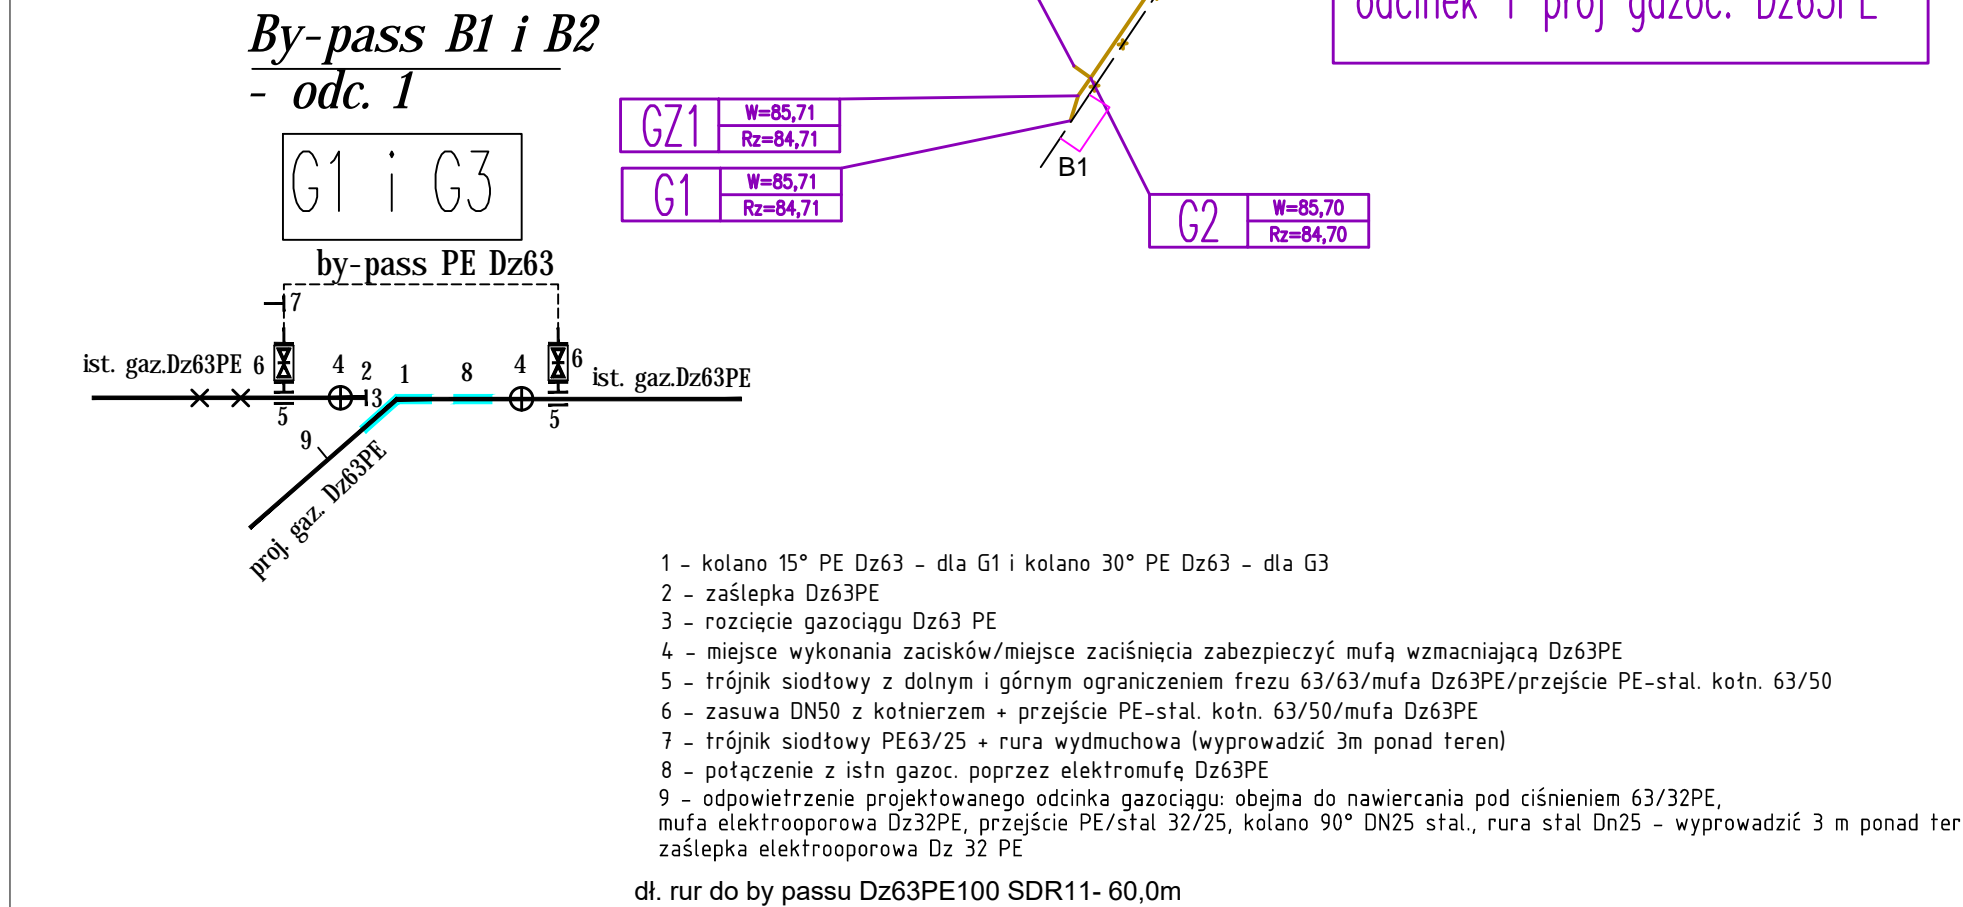 odcinek 1 proj gazoc. Dz63PE
By-pass B1 i B2
- odc. 1
GZ1
W=85,71
Rz=84,71
G1 i G3
G1
W=85,71
Rz=84,71
B1
G2
W=85,70
Rz=84,70
by-pass PE Dz63
7
ist. gaz.Dz63PE
6
4
2
1
8
4
6
ist. gaz.Dz63PE
3
5
5
9
proj. gaz. Dz63PE
1 - kolano 15° PE Dz63 - dla G1 i kolano 30° PE Dz63 - dla G3
2 - zaślepka Dz63PE
3 - rozcięcie gazociągu Dz63 PE
4 - miejsce wykonania zacisków/miejsce zaciśnięcia zabezpieczyć mufą wzmacniającą Dz63PE
5 - trójnik siodłowy z dolnym i górnym ograniczeniem frezu 63/63/mufa Dz63PE/przejście PE-stal. kołn. 63/50
6 - zasuwa DN50 z kołnierzem + przejście PE-stal. kołn. 63/50/mufa Dz63PE
7 - trójnik siodłowy PE63/25 + rura wydmuchowa (wyprowadzić 3m ponad teren)
8 - połączenie z istn gazoc. poprzez elektromufę Dz63PE
9 - odpowietrzenie projektowanego odcinka gazociągu: obejma do nawiercania pod ciśnieniem 63/32PE,
mufa elektrooporowa Dz32PE, przejście PE/stal 32/25, kolano 90° DN25 stal., rura stal Dn25 - wyprowadzić 3 m ponad ter
zaślepka elektrooporowa Dz 32 PE
dł. rur do by passu Dz63PE100 SDR11- 60,0m